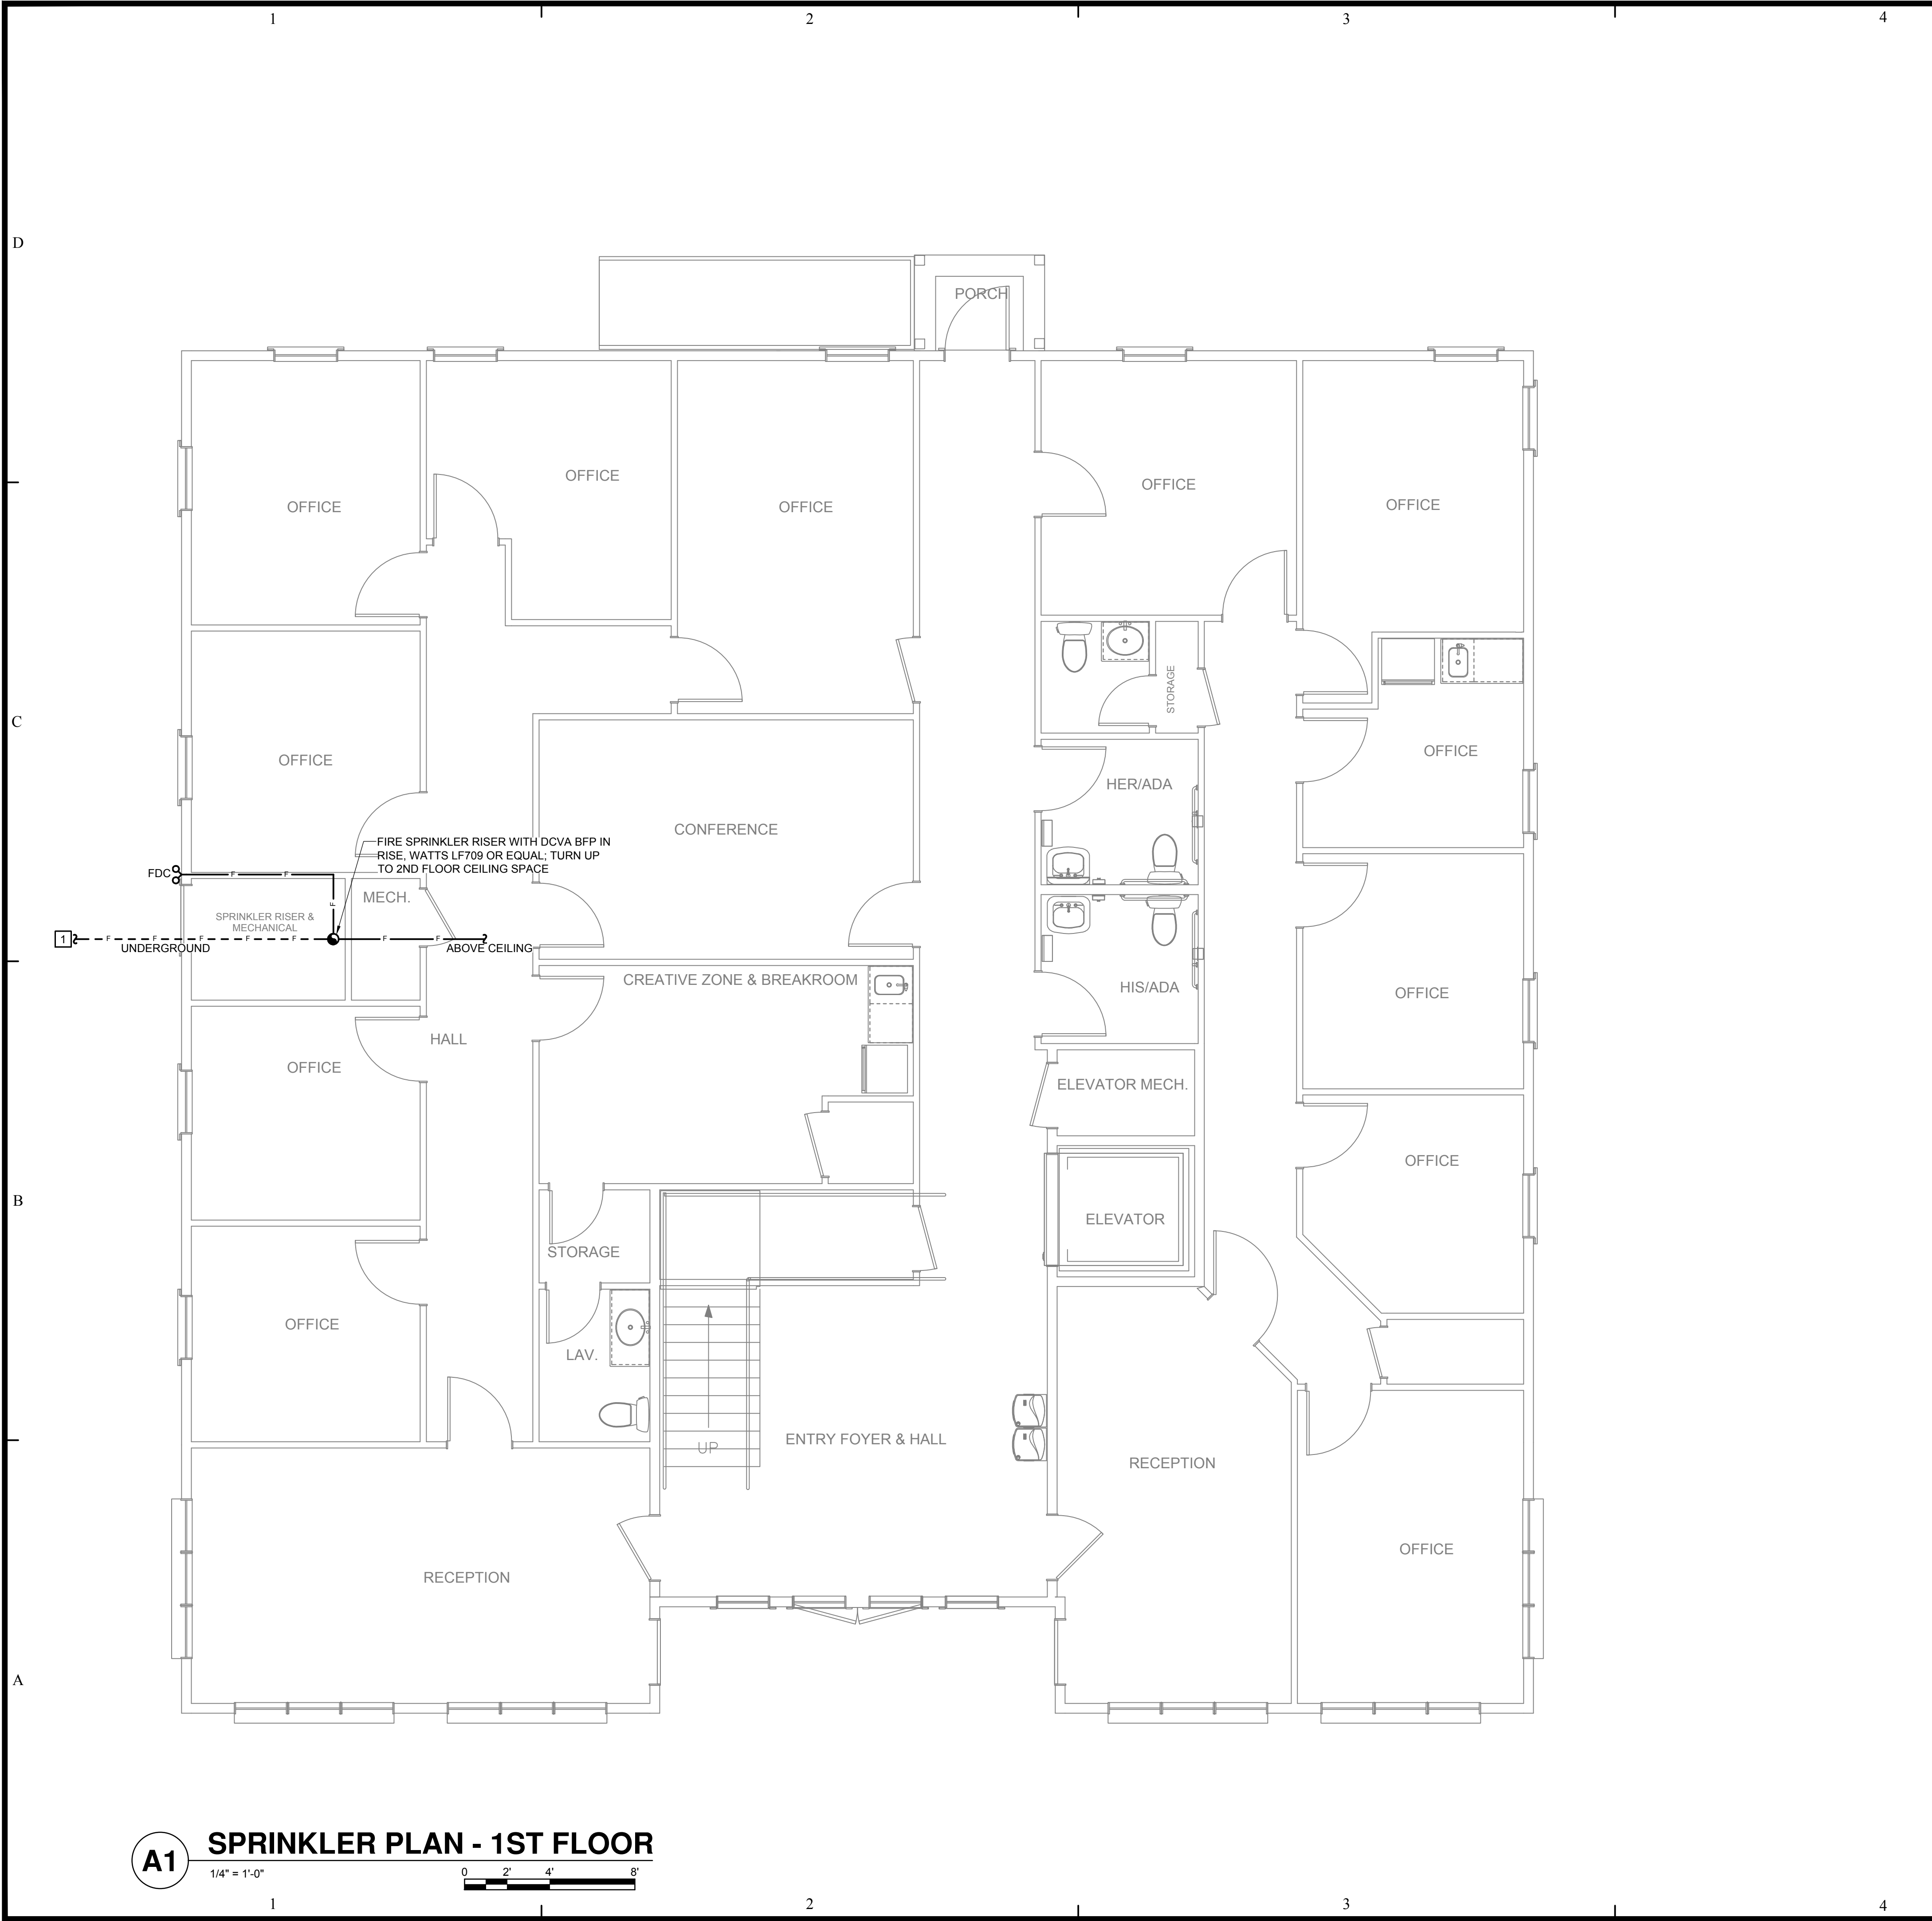 1 2 3 4
D
PORCH
OFFICE
OFFICE
OFFICE
OFFICE
OFFICE
STORAGE
C
OFFICE
OFFICE
HER/ADA
CONFERENCE
FIRE SPRINKLER RISER WITH DCVA BFP IN
RISE, WATTS LF709 OR EQUAL; TURN UP
TO 2ND FLOOR CEILING SPACE
FDC
F F
F
MECH.
SPRINKLER RISER &
MECHANICAL
1 F F F F F F F
UNDERGROUND
ABOVE CEILING
CREATIVE ZONE & BREAKROOM
HIS/ADA
OFFICE
HALL
OFFICE
ELEVATOR MECH.
OFFICE
B
ELEVATOR
STORAGE
OFFICE
LAV.
UP
ENTRY FOYER & HALL
RECEPTION
OFFICE
RECEPTION
A
A1
SPRINKLER PLAN - 1ST FLOOR
1/4" = 1'-0"
0 2' 4' 8'
1 2 3 4